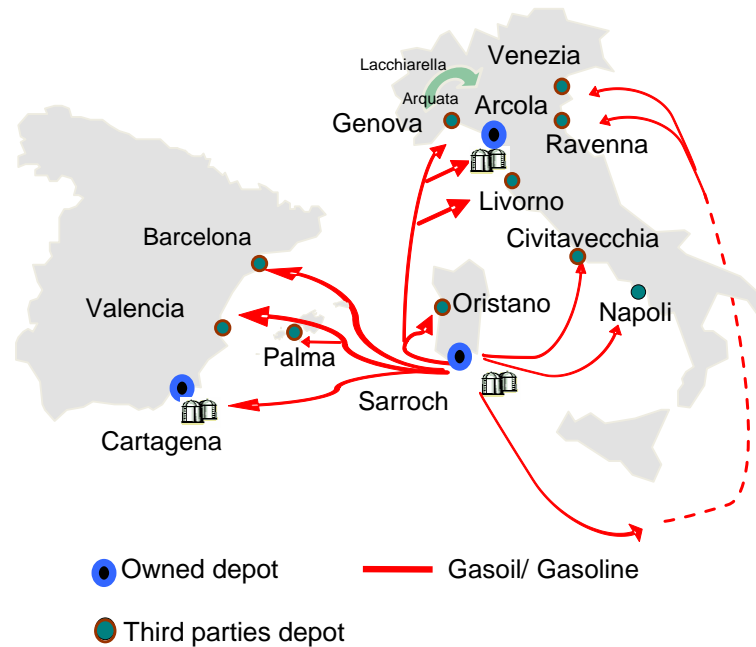 Venezia
Lacchiarella
Arquata
Arcola
Genova
Ravenna
Livorno
Barcelona
Civitavecchia
Valencia
Oristano
Napoli
Palma
Sarroch
Cartagena
Owned depot
Gasoil/ Gasoline
Third parties depot